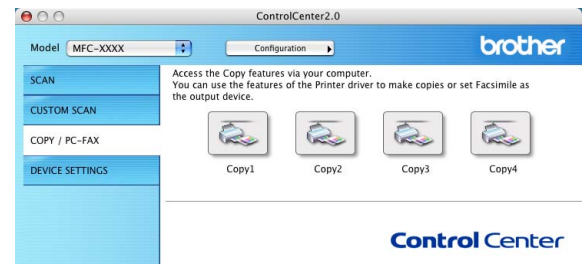 ControlCenter2.0
Model MFC-XXXX Configuration brother
SCAN
CUSTOM SCAN
COPY / PC-FAX
DEVICE SETTINGS
Access the Copy features via your computer.
You can use the features of the Printer driver to make copies or set Facsimile as
the output device.
Copy1 Copy2 Copy3 Copy4
Control Center